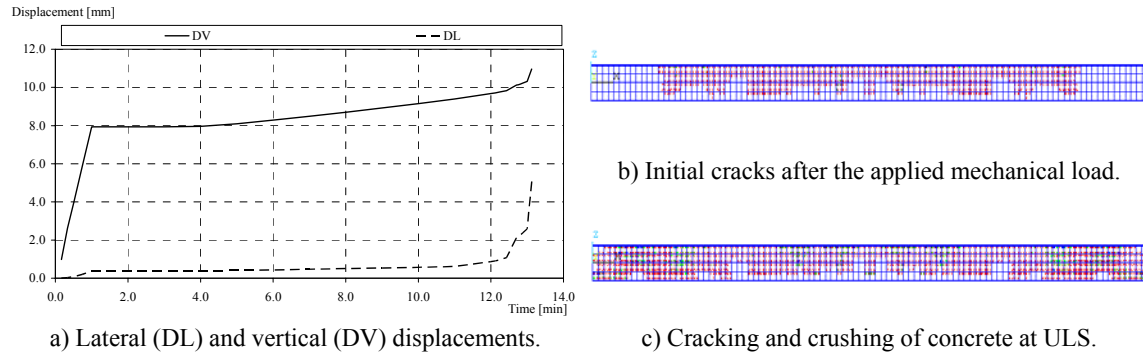 Displacement [mm]
DV
DL
12.0
10.0
8.0
6.0
4.0
2.0
0.0
0.0 2.0 4.0 6.0 8.0 10.0 12.0 14.0
Time [min]
a) Lateral (DL) and vertical (DV) displacements.
Z
X
b) Initial cracks after the applied mechanical load.
Z
X
c) Cracking and crushing of concrete at ULS.